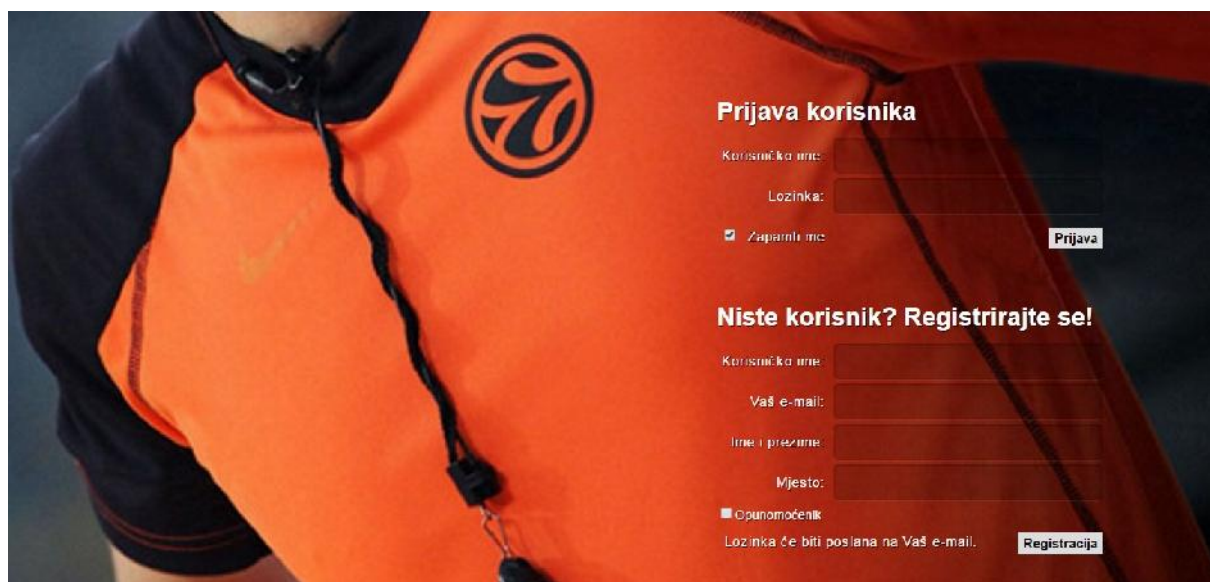 Prijava korisnika
Korisničko ime:
Lozinka:
Zapamti me
Prijava
Niste korisnik? Registrirajte se!
Korisničko ime:
Vaš e-mail:
Ime i prezime:
Mjesto:
Opunomoćenik
Lozinka će biti poslana na Vaš e-mail.
Registracija